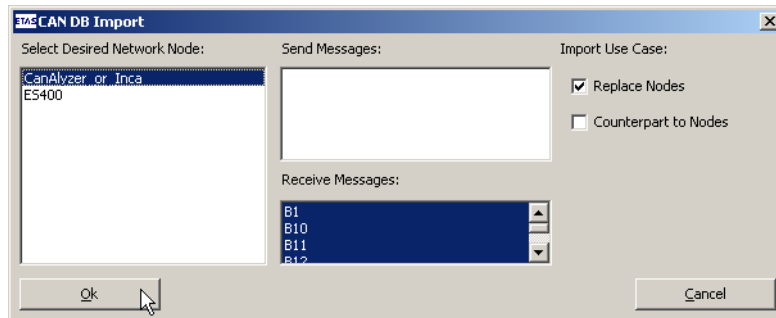 ETAS CAN DB Import
Select Desired Network Node:
CanAlyzer_or_Inca
ES400
Send Messages:
Receive Messages:
B1
B10
B11
B12
Import Use Case:
Replace Nodes
Counterpart to Nodes
Ok
Cancel